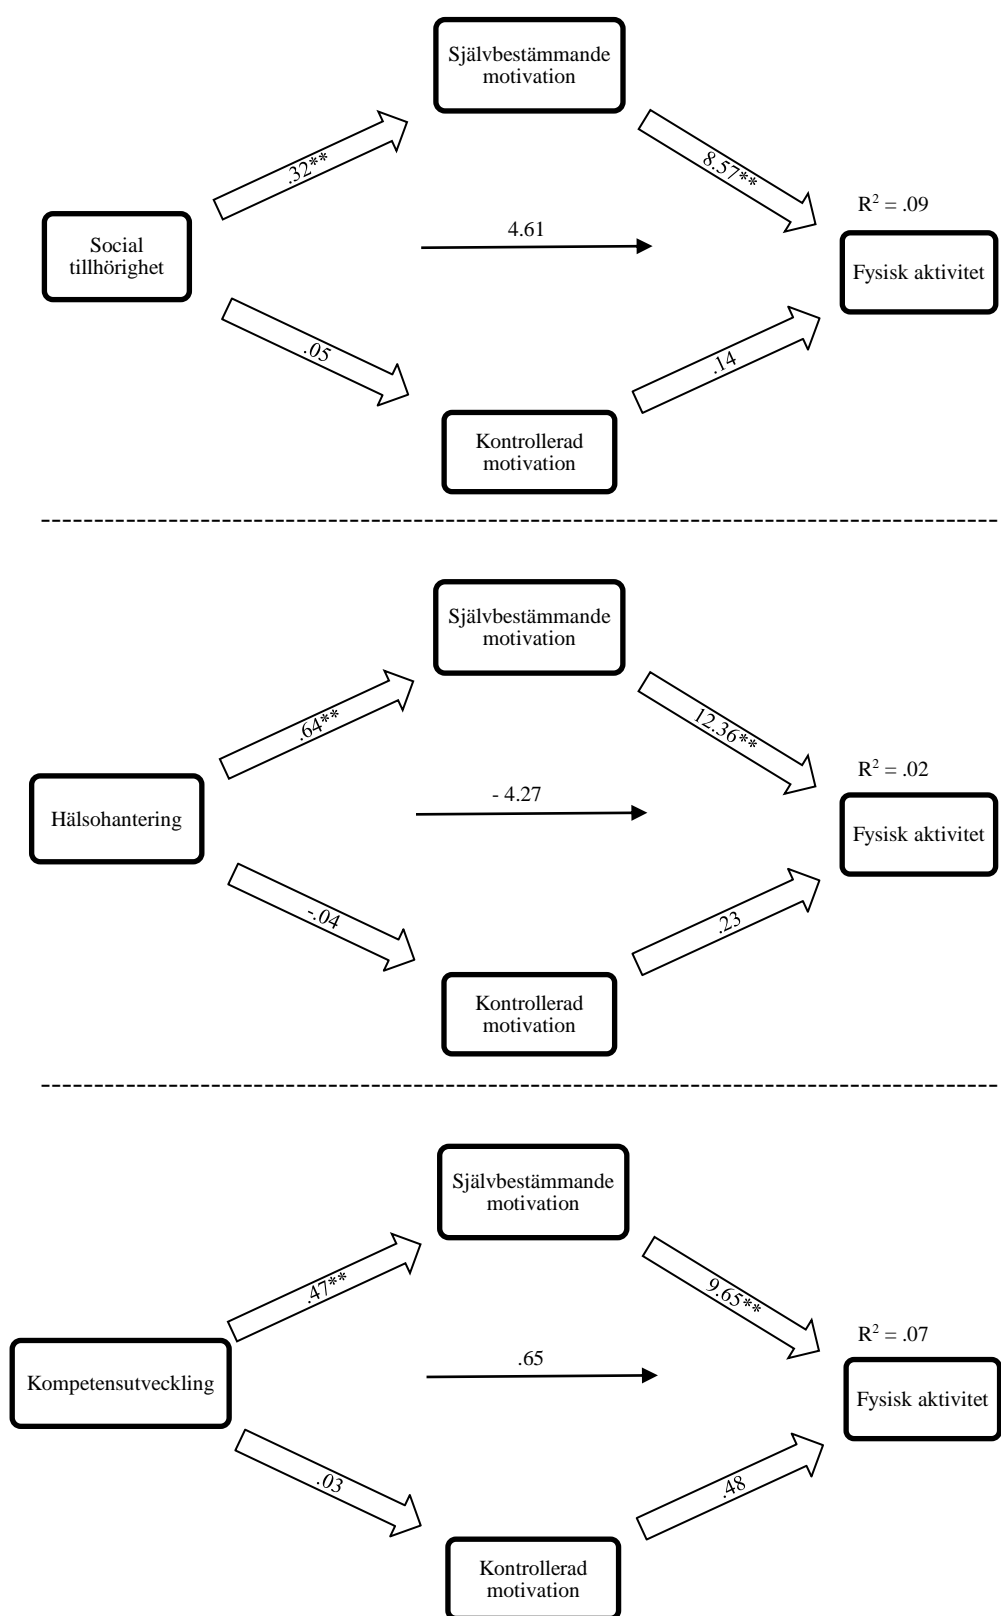 Självbestämmande
motivation
.32**
8.57**
R² = .09
Social
tillhörighet
4.61
Fysisk aktivitet
.05
.14
Kontrollerad
motivation
Självbestämmande
motivation
.64**
12.36**
R² = .02
Hälsohantering
- 4.27
Fysisk aktivitet
-.04
.23
Kontrollerad
motivation
Självbestämmande
motivation
.47**
9.65**
R² = .07
Kompetensutveckling
.65
Fysisk aktivitet
.03
.48
Kontrollerad
motivation